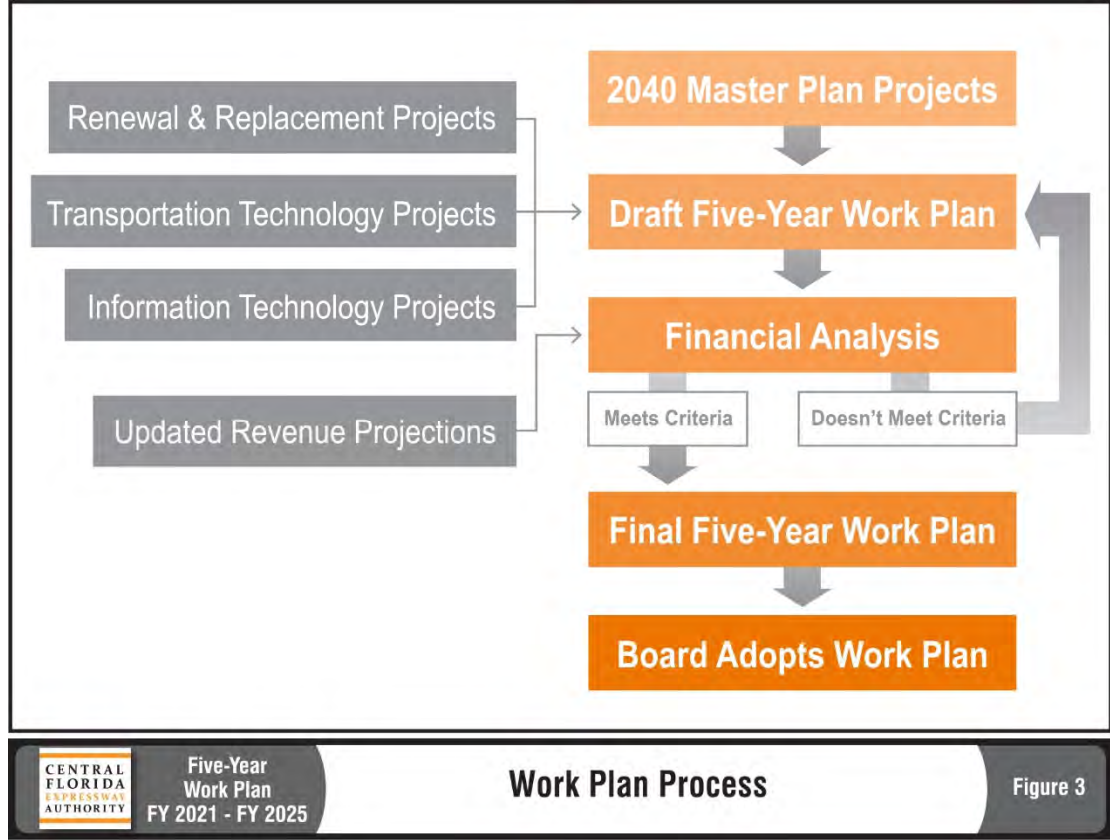 2040 Master Plan Projects
Renewal & Replacement Projects
Transportation Technology Projects
Draft Five-Year Work Plan
Information Technology Projects
Financial Analysis
Updated Revenue Projections
Meets Criteria
Doesn't Meet Criteria
Final Five-Year Work Plan
Board Adopts Work Plan
CENTRAL
FLORIDA
EXPRESSWAY
AUTHORITY
Five-Year
Work Plan
FY 2021 - FY 2025
Work Plan Process
Figure 3